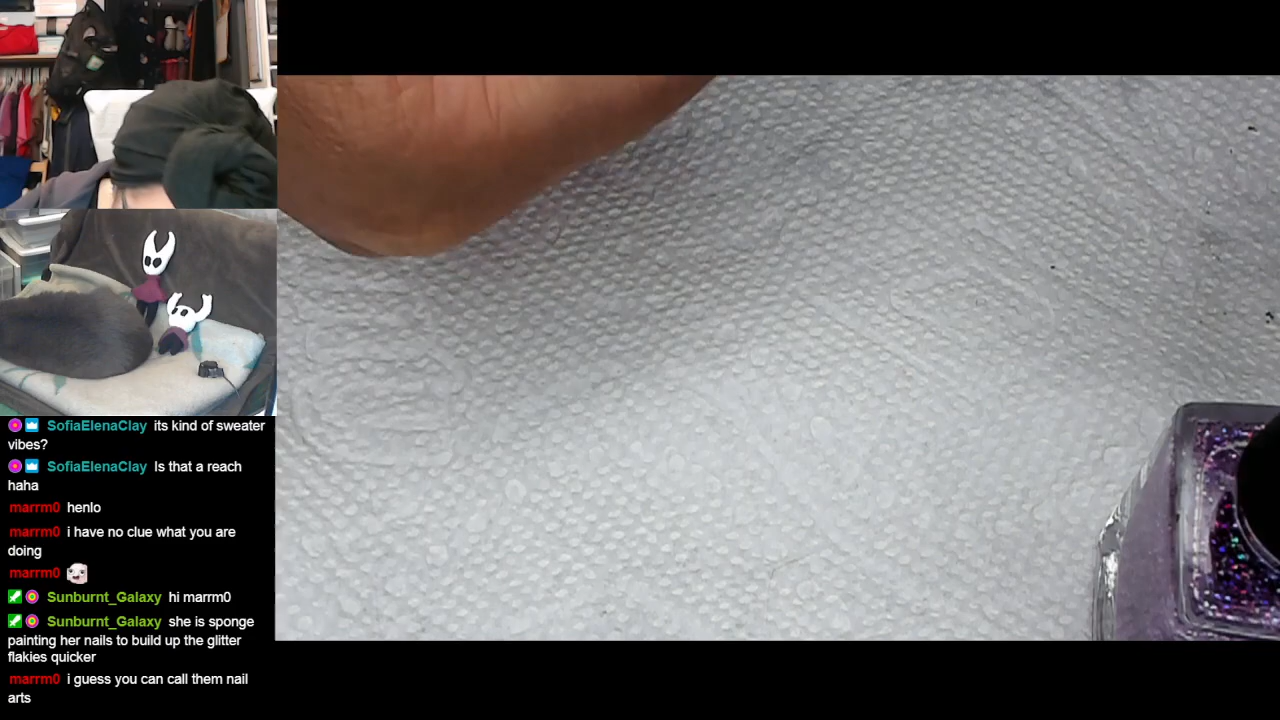 SofiaElenaClay its kind of sweater
vibes?
SofiaElenaClay Is that a reach
haha
marrm0 henlo
marrm0 i have no clue what you are
doing
marrm0
Sunburnt_Galaxy hi marrm0
Sunburnt_Galaxy she is sponge
painting her nails to build up the glitter
flakies quicker
marrm0 i guess you can call them nail
arts